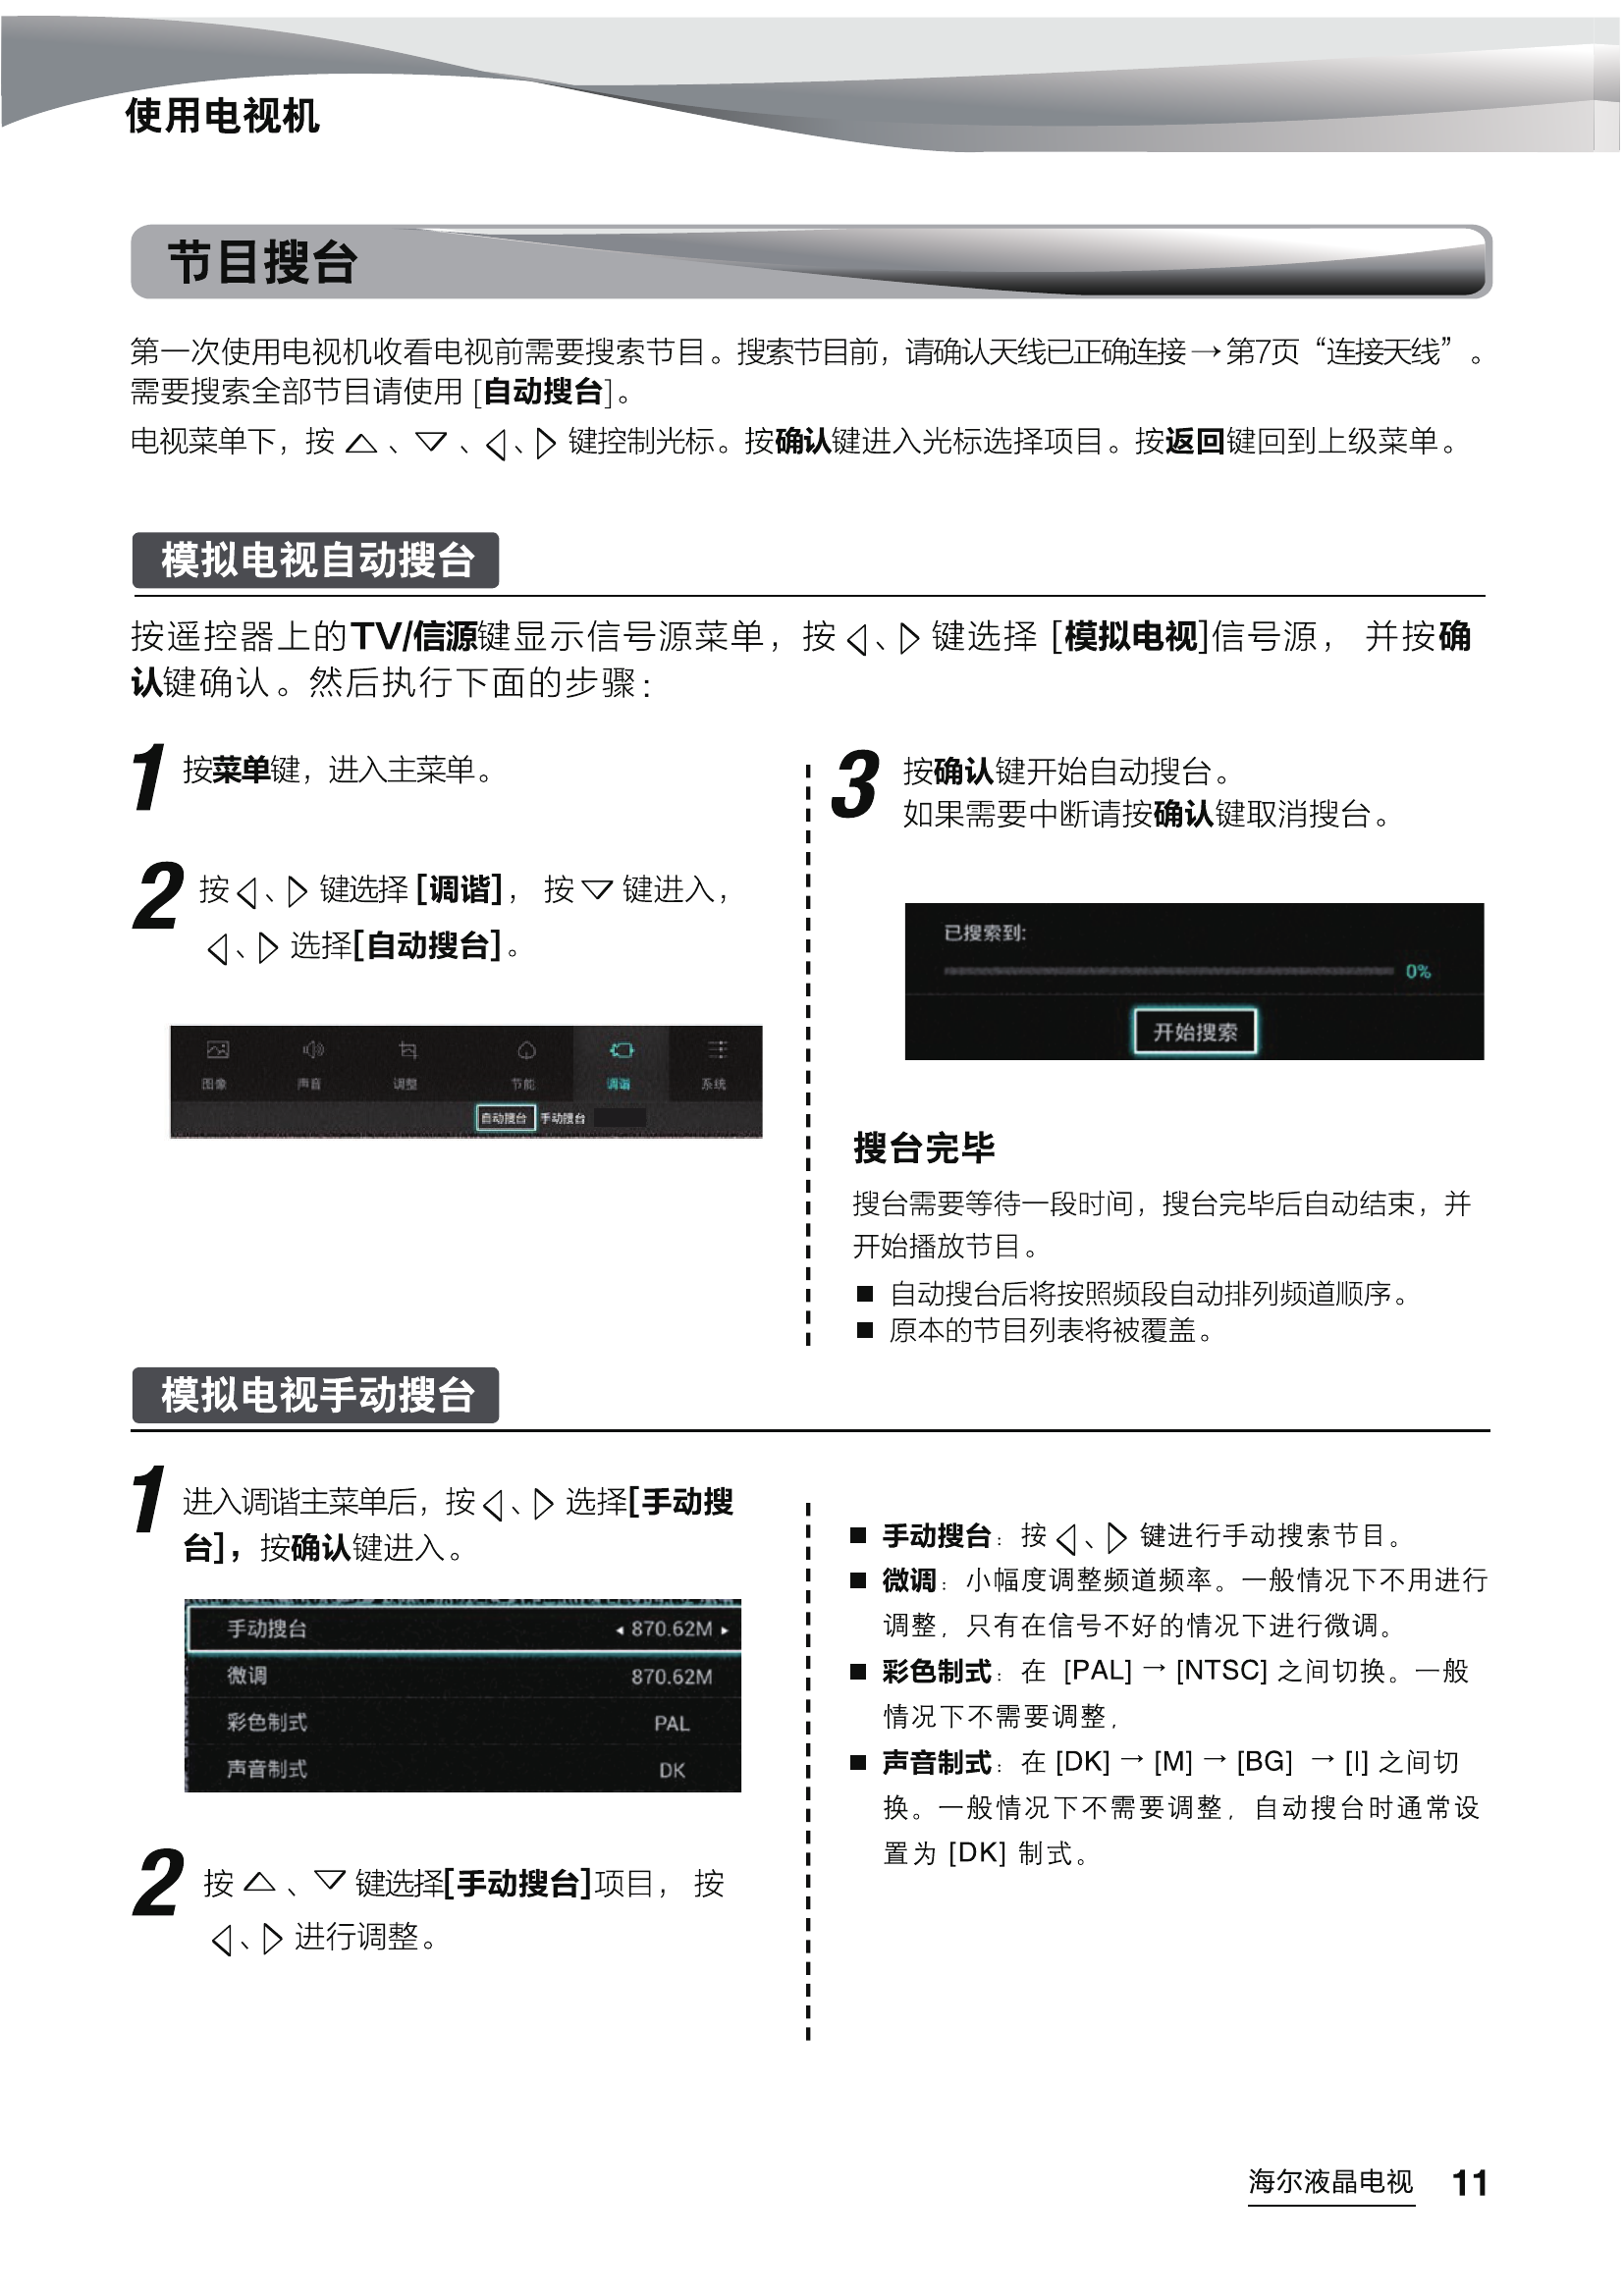 使用电视机
节目搜台
第一次使用电视机收看电视前需要搜索节目。搜索节目前，请确认天线已正确连接→第7页“连接天线”。
需要搜索全部节目请使用 [自动搜台]。
电视菜单下，按 △ 、▽ 、◁、▷ 键控制光标。按确认键进入光标选择项目。按返回键回到上级菜单。
模拟电视自动搜台
按遥控器上的TV/信源键显示信号源菜单，按 ◁、▷ 键选择 [模拟电视]信号源， 并按确
认键确认。然后执行下面的步骤：
1 按菜单键，进入主菜单。
2 按 ◁、▷ 键选择 [调谐]， 按 ▽ 键进入，
◁、▷ 选择[自动搜台]。
图像 声音 调整 节能 调谐 系统
自动搜台 手动搜台
3 按确认键开始自动搜台。
如果需要中断请按确认键取消搜台。
已搜索到:
0%
开始搜索
搜台完毕
搜台需要等待一段时间，搜台完毕后自动结束，并
开始播放节目。
■ 自动搜台后将按照频段自动排列频道顺序。
■ 原本的节目列表将被覆盖。
模拟电视手动搜台
1 进入调谐主菜单后，按 ◁、▷ 选择[手动搜
台]，按确认键进入。
手动搜台 ◂ 870.62M ▸
微调 870.62M
彩色制式 PAL
声音制式 DK
2 按 △ 、▽ 键选择[手动搜台]项目， 按
◁、▷ 进行调整。
■ 手动搜台：按 ◁、▷ 键进行手动搜索节目。
■ 微调：小幅度调整频道频率。一般情况下不用进行
调整，只有在信号不好的情况下进行微调。
■ 彩色制式：在 [PAL] → [NTSC] 之间切换。一般
情况下不需要调整，
■ 声音制式：在 [DK] → [M] → [BG] → [I] 之间切
换。一般情况下不需要调整，自动搜台时通常设
置为 [DK] 制式。
海尔液晶电视 11